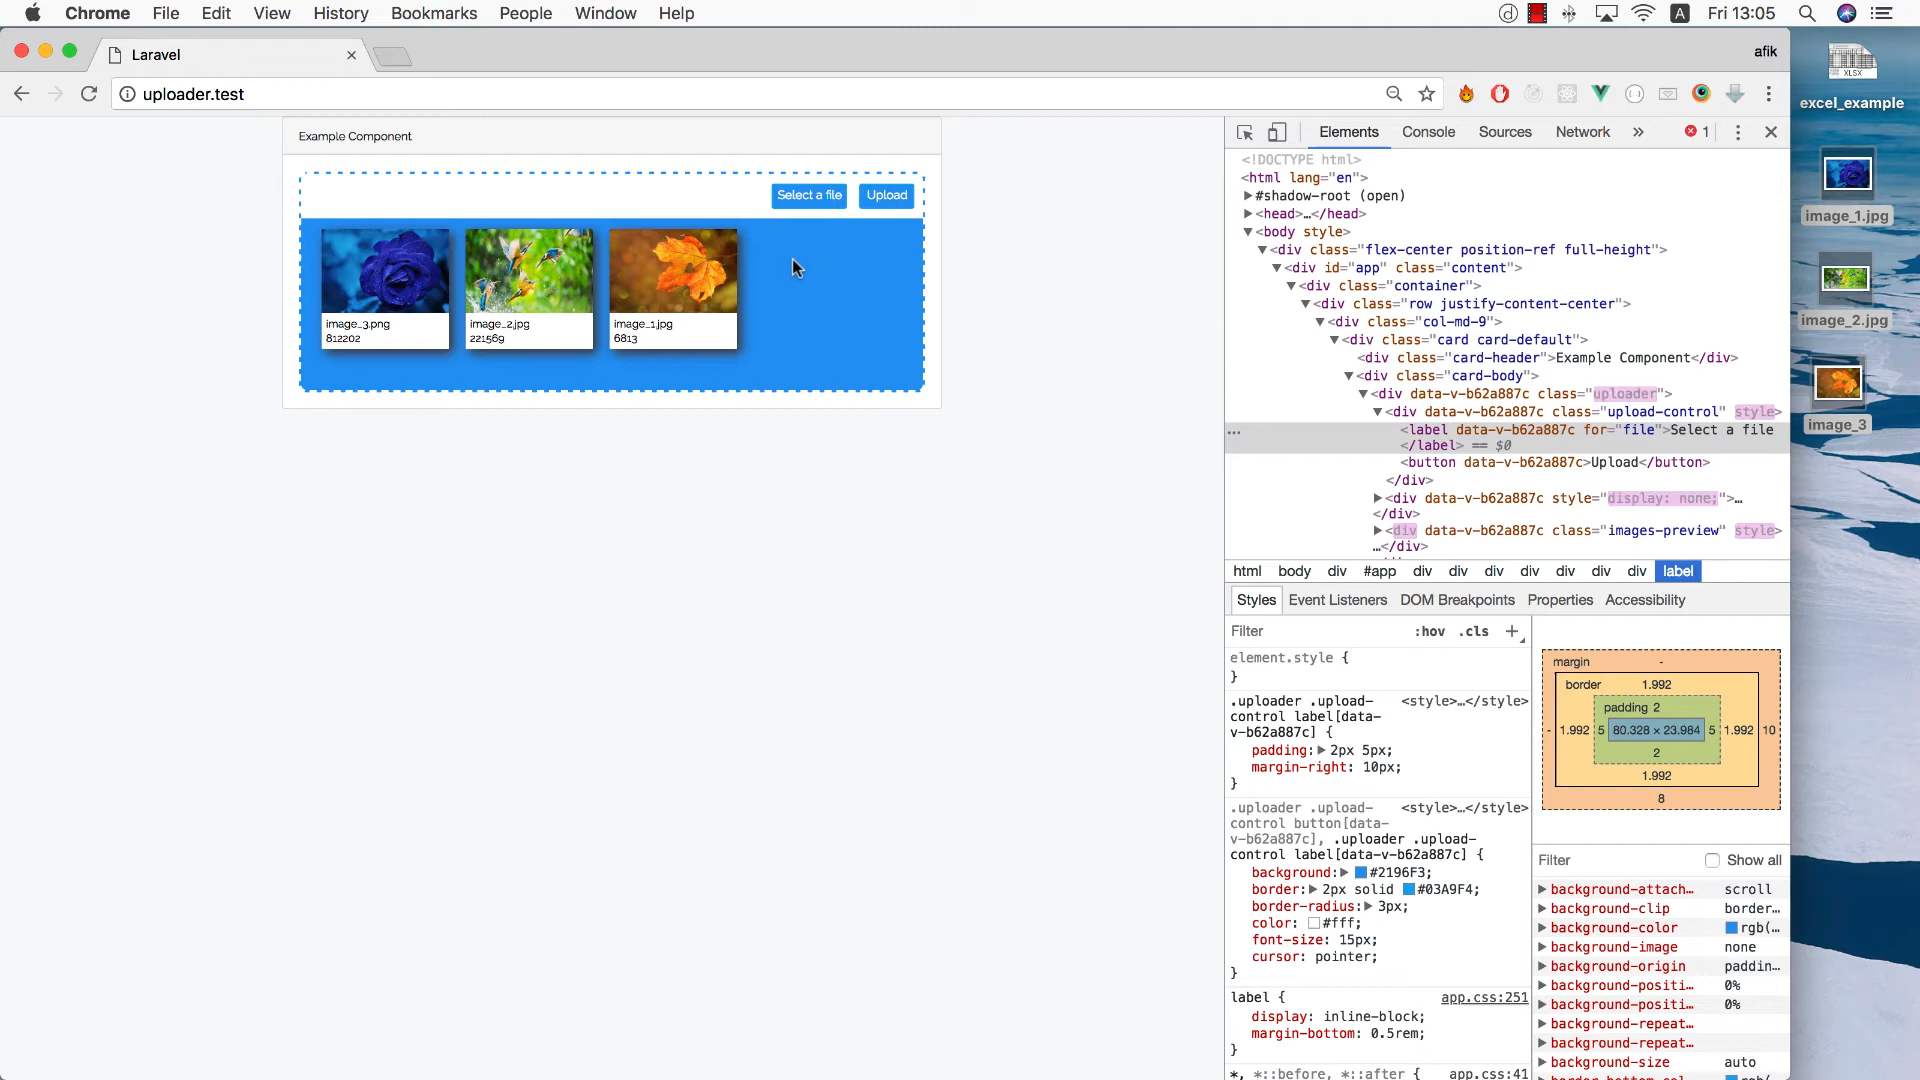 Chrome File Edit View History Bookmarks People Window Help
A Fri 13:05
Laravel
afik
uploader.test
XLSX
excel_example
image_1.jpg
image_2.jpg
image_3
Example Component
Select a file Upload
image_3.png
812202
image_2.jpg
221569
image_1.jpg
6813
Elements Console Sources Network » 1
<!DOCTYPE html>
<html lang="en">
#shadow-root (open)
<head>…</head>
<body style>
<div class="flex-center position-ref full-height">
<div id="app" class="content">
<div class="container">
<div class="row justify-content-center">
<div class="col-md-9">
<div class="card card-default">
<div class="card-header">Example Component</div>
<div class="card-body">
<div data-v-b62a887c class="uploader">
<div data-v-b62a887c class="upload-control" style>
<label data-v-b62a887c for="file">Select a file
</label> == $0
<button data-v-b62a887c>Upload</button>
</div>
<div data-v-b62a887c style="display: none;">…
</div>
<div data-v-b62a887c class="images-preview" style>
…</div>
html body div #app div div div div div div div label
Styles Event Listeners DOM Breakpoints Properties Accessibility
Filter :hov .cls +
element.style {
}
.uploader .upload- <style>…</style>
control label[data-
v-b62a887c] {
padding: 2px 5px;
margin-right: 10px;
}
.uploader .upload- <style>…</style>
control button[data-
v-b62a887c], .uploader .upload-
control label[data-v-b62a887c] {
background: #2196F3;
border: 2px solid #03A9F4;
border-radius: 3px;
color: #fff;
font-size: 15px;
cursor: pointer;
}
label { app.css:251
display: inline-block;
margin-bottom: 0.5rem;
}
*, *::before, *::after { app.css:41
margin -
border 1.992
padding 2
- 1.992 5 80.328 × 23.984 5 1.992 10
2
1.992
8
Filter Show all
background-attach… scroll
background-clip border…
background-color rgb(…
background-image none
background-origin paddin…
background-positi… 0%
background-positi… 0%
background-repeat…
background-repeat…
background-size auto